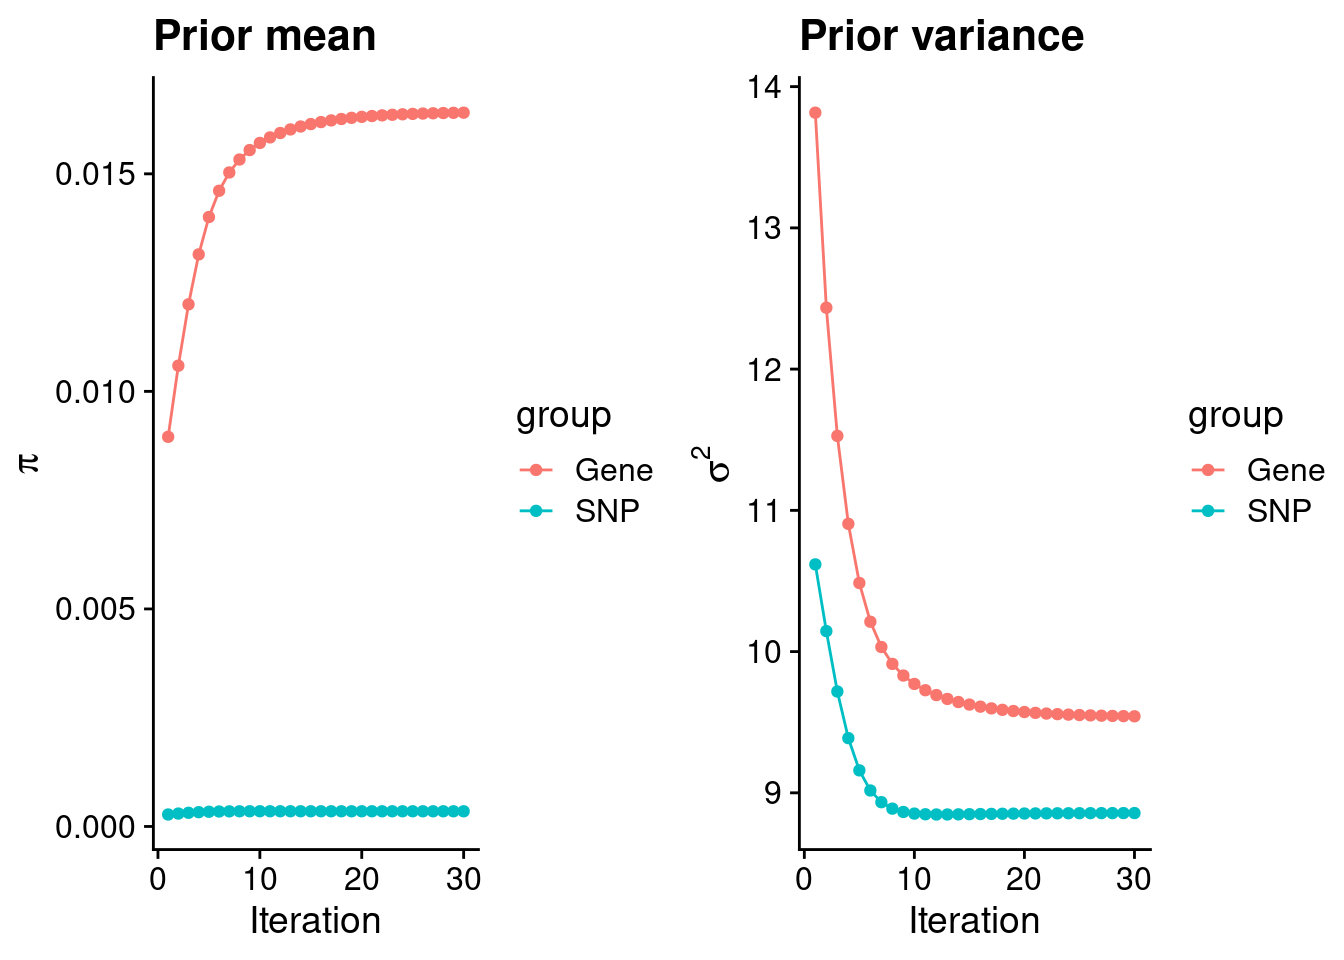 Prior mean
0.015
0.010
0.005
0.000
π
0 10 20 30
Iteration
group
Gene
SNP
Prior variance
14
13
12
11
10
9
σ²
0 10 20 30
Iteration
group
Gene
SNP